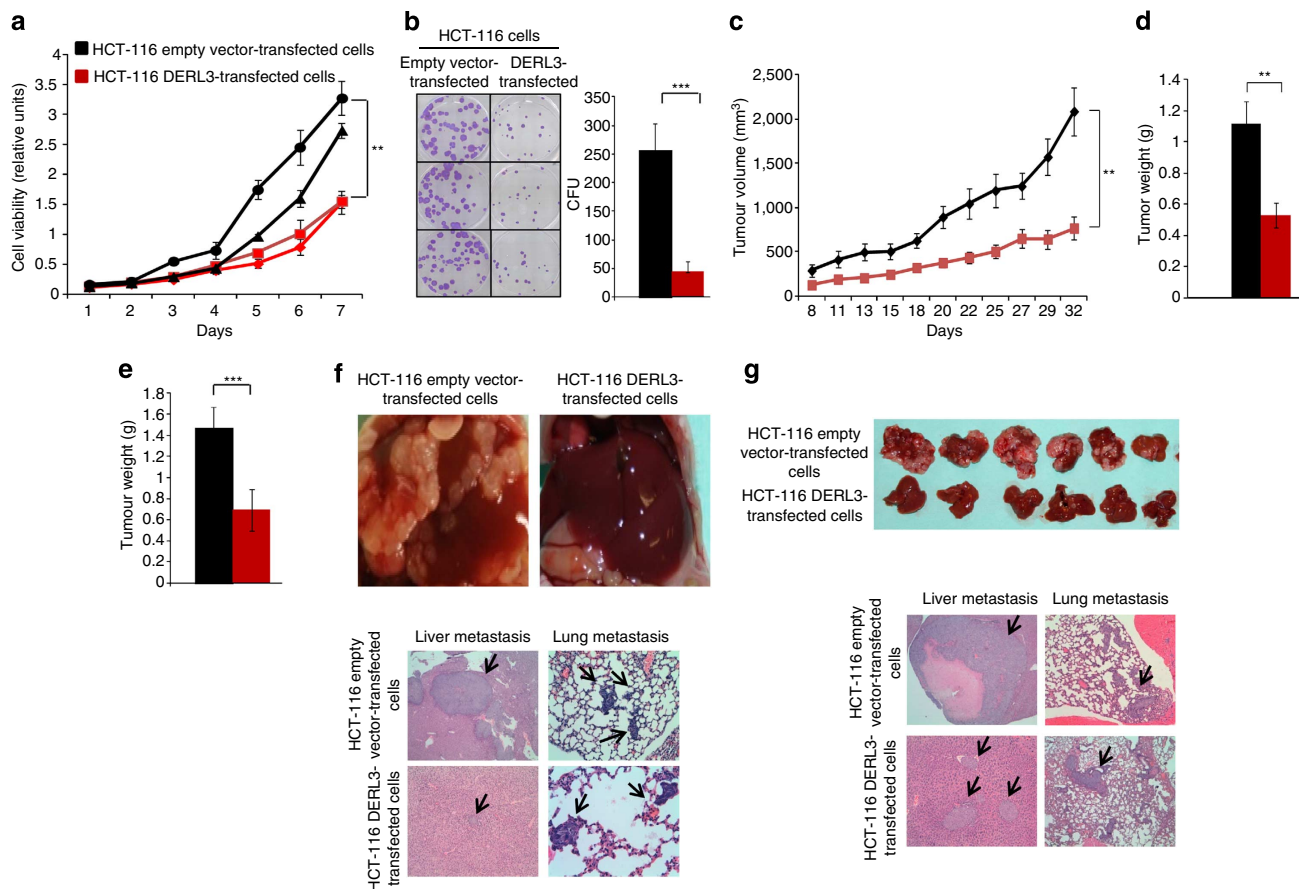 a
HCT-116 empty vector-transfected cells
HCT-116 DERL3-transfected cells
Cell viability (relative units)
4
3.5
3
2.5
2
1.5
1
0.5
0
**
1 2 3 4 5 6 7
Days
b
HCT-116 cells
Empty vector-
transfected
DERL3-
transfected
CFU
350
300
250
200
150
100
50
0
***
c
Tumour volume (mm3)
2,500
2,000
1,500
1,000
500
0
**
8 11 13 15 18 20 22 25 27 29 32
Days
d
Tumor weight (g)
1.4
1.2
1
0.8
0.6
0.4
0.2
0
**
e
Tumour weight (g)
1.8
1.6
1.4
1.2
1
0.8
0.6
0.4
0.2
0
***
f
HCT-116 empty vector-
transfected cells
HCT-116 DERL3-
transfected cells
Liver metastasis
Lung metastasis
HCT-116 empty
vector-transfected
cells
HCT-116 DERL3-
transfected cells
g
HCT-116 empty
vector-transfected
cells
HCT-116 DERL3-
transfected cells
Liver metastasis
Lung metastasis
HCT-116 empty
vector-transfected
cells
HCT-116 DERL3-
transfected cells